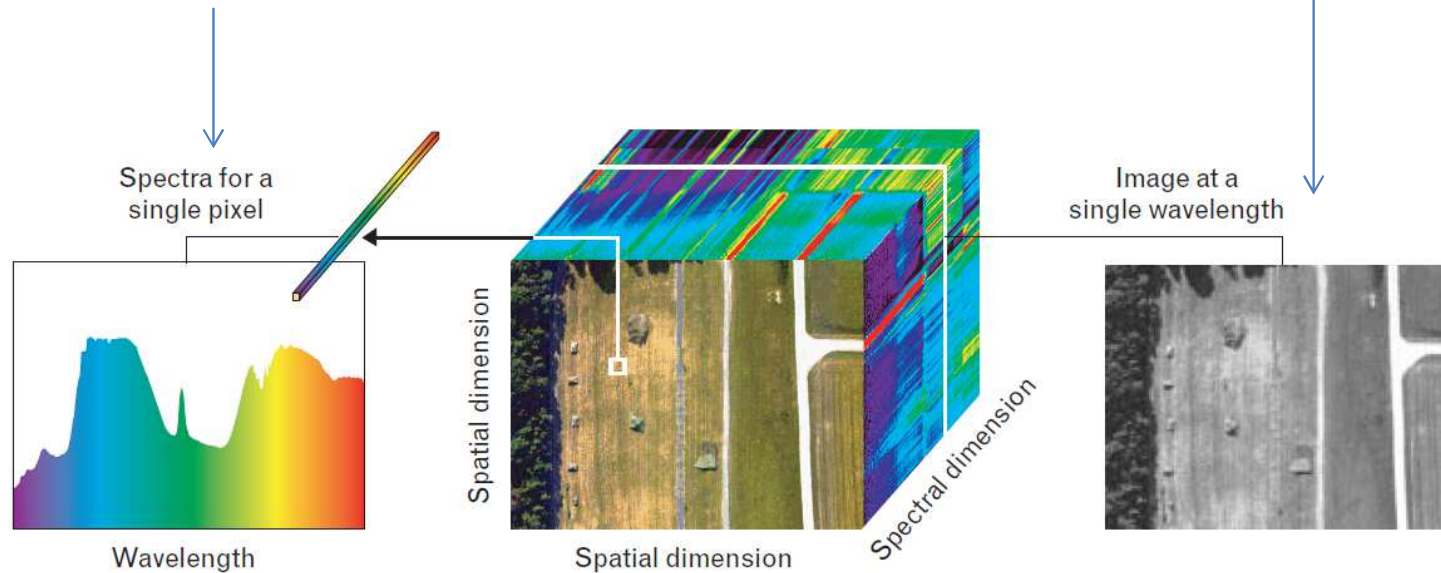 Spectra for a
single pixel
Wavelength
Spatial dimension
Spatial dimension
Spectral dimension
Image at a
single wavelength